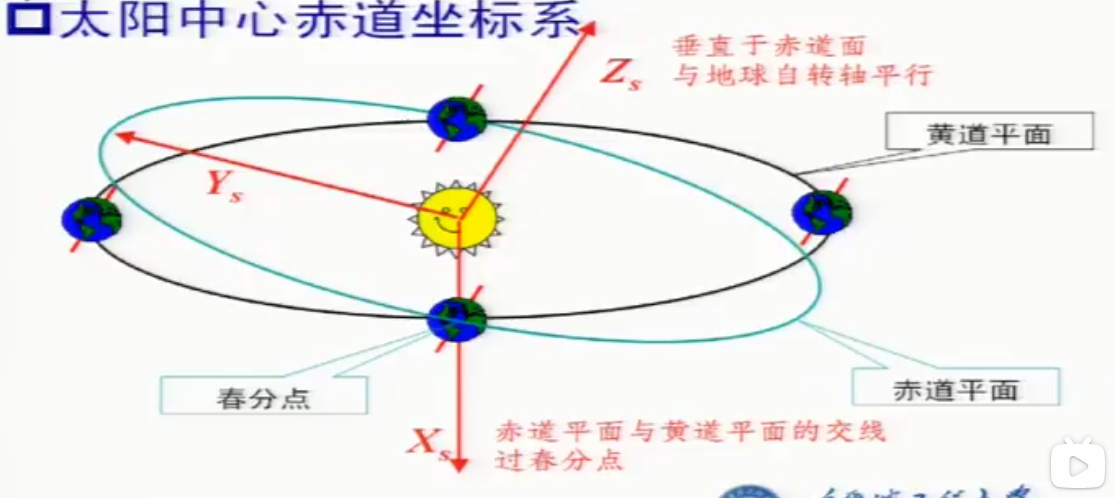 太阳中心赤道坐标系
Zs
垂直于赤道面
与地球自转轴平行
黄道平面
Ys
春分点
赤道平面
Xs
赤道平面与黄道平面的交线
过春分点